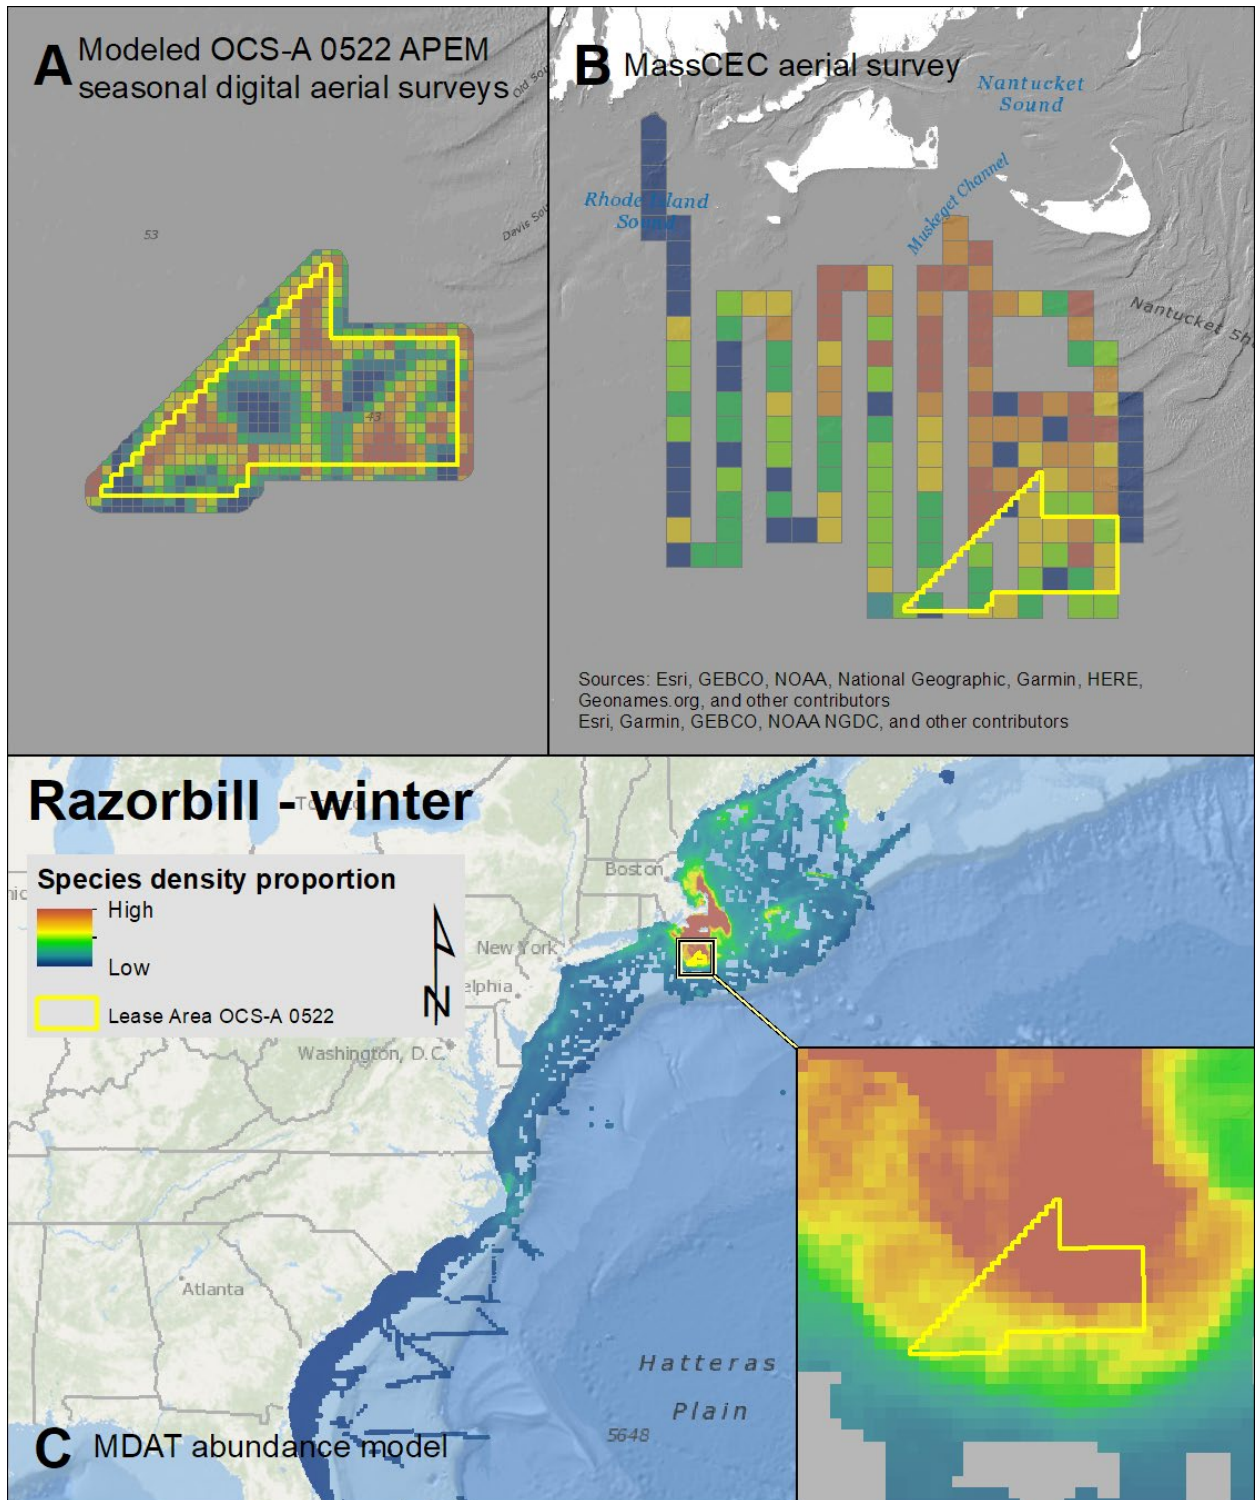 A Modeled OCS-A 0522 APEM
seasonal digital aerial surveys
53
43
B MassCEC aerial survey
Nantucket
Sound
Rhode Island
Sound
Muskeget Channel
Nantucket
Sources: Esri, GEBCO, NOAA, National Geographic, Garmin, HERE,
Geonames.org, and other contributors
Esri, Garmin, GEBCO, NOAA NGDC, and other contributors
Razorbill - winter
Species density proportion
High
Low
Lease Area OCS-A 0522
N
Boston
New York
elphia
Washington, D.C.
Atlanta
Hatteras
Plain
5648
C MDAT abundance model